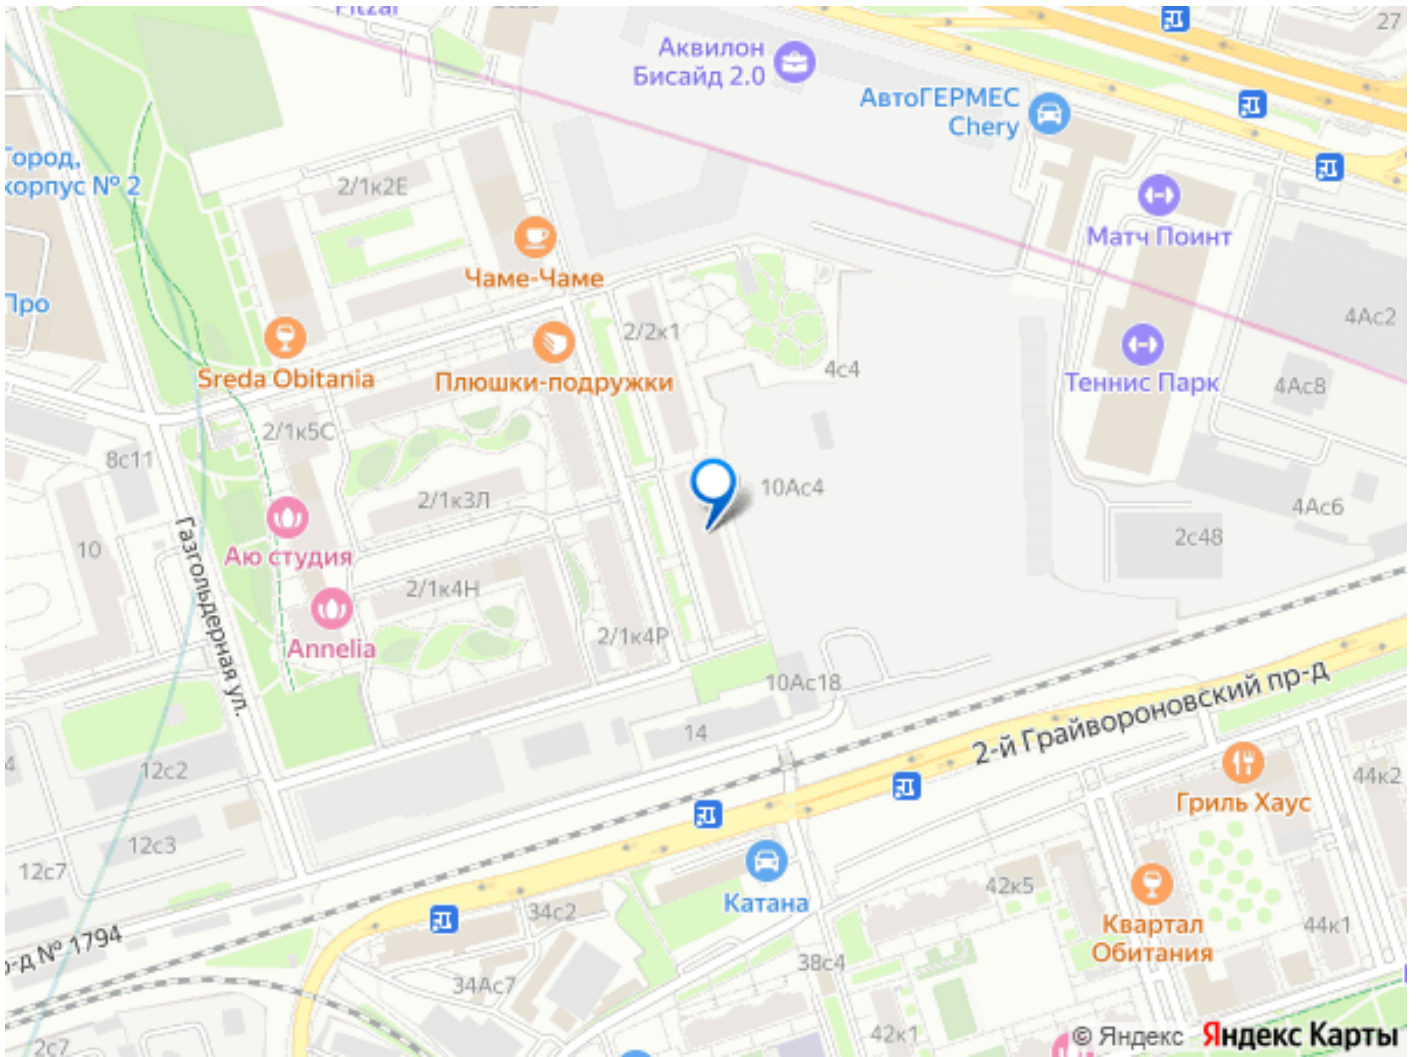 Fitzal
27
Аквилон
Бисайд 2.0
АвтоГЕРМЕС
Chery
Город,
корпус № 2
2/1к2Е
Матч Поинт
Чаме-Чаме
Про
4Ас2
2/2к1
4с4
Sreda Obitania
Плюшки-подружки
Теннис Парк
4Ас8
2/1к5С
8с11
10Ас4
2/1к3Л
4Ас6
10
Газгольдерная ул.
Аю студия
2с48
2/1к4Н
Annelia
2/1к4Р
10Ас18
2-й Грайвороновский пр-д
14
4
12с2
44к2
Гриль Хаус
12с3
12с7
Катана
42к5
34с2
Квартал
Обитания
44к1
р-д № 1794
38с4
34Ас7
42к1
2с7
© Яндекс Яндекс Карты